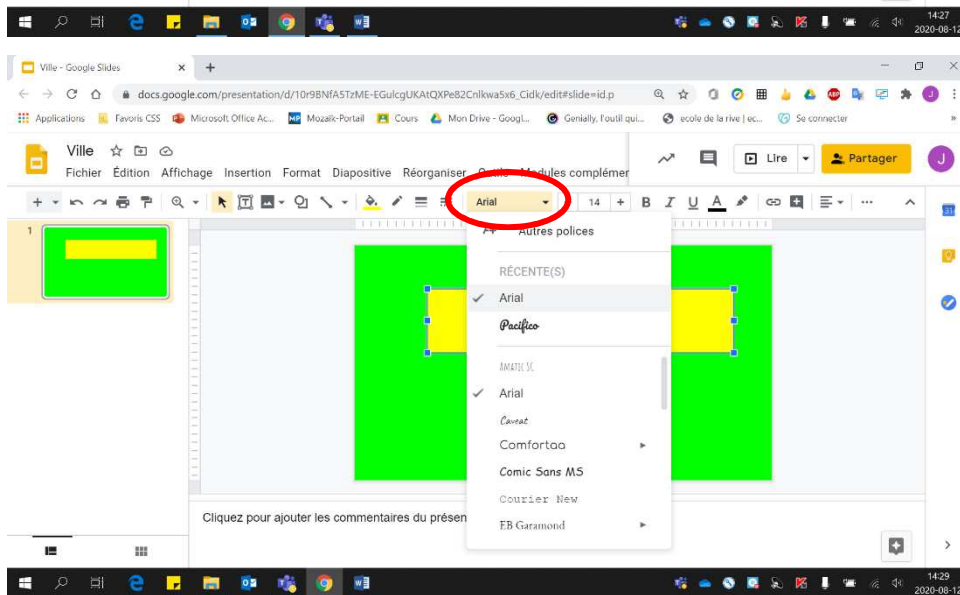 14:27
2020-08-12
Ville - Google Slides
docs.google.com/presentation/d/10r9BNfA5TzME-EGulcgUKAtQXPe82Cnlkwa5x6_Cidk/edit#slide=id.p
Applications Favoris CSS Microsoft Office Ac... MP Mozaïk-Portail Cours Mon Drive - Googl... Genially, l'outil qui... ecole de la rive | ec... Se connecter »
Ville
Fichier Édition Affichage Insertion Format Diapositive Réorganiser Outils Modules complémen
Lire Partager J
Arial 14 + B I U A
1
Autres polices
RÉCENTE(S)
Arial
Pacifico
AMATIC SC
Arial
Caveat
Comfortaa
Comic Sans MS
Courier New
EB Garamond
Cliquez pour ajouter les commentaires du présen
14:29
2020-08-12